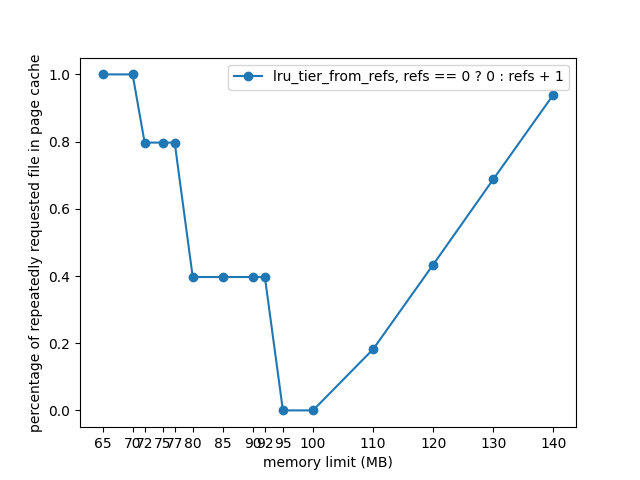 lru_tier_from_refs, refs == 0 ? 0 : refs + 1
percentage of repeatedly requested file in page cache
1.0
0.8
0.6
0.4
0.2
0.0
65 70 72 75 77 80 85 90 92 95 100 110 120 130 140
memory limit (MB)